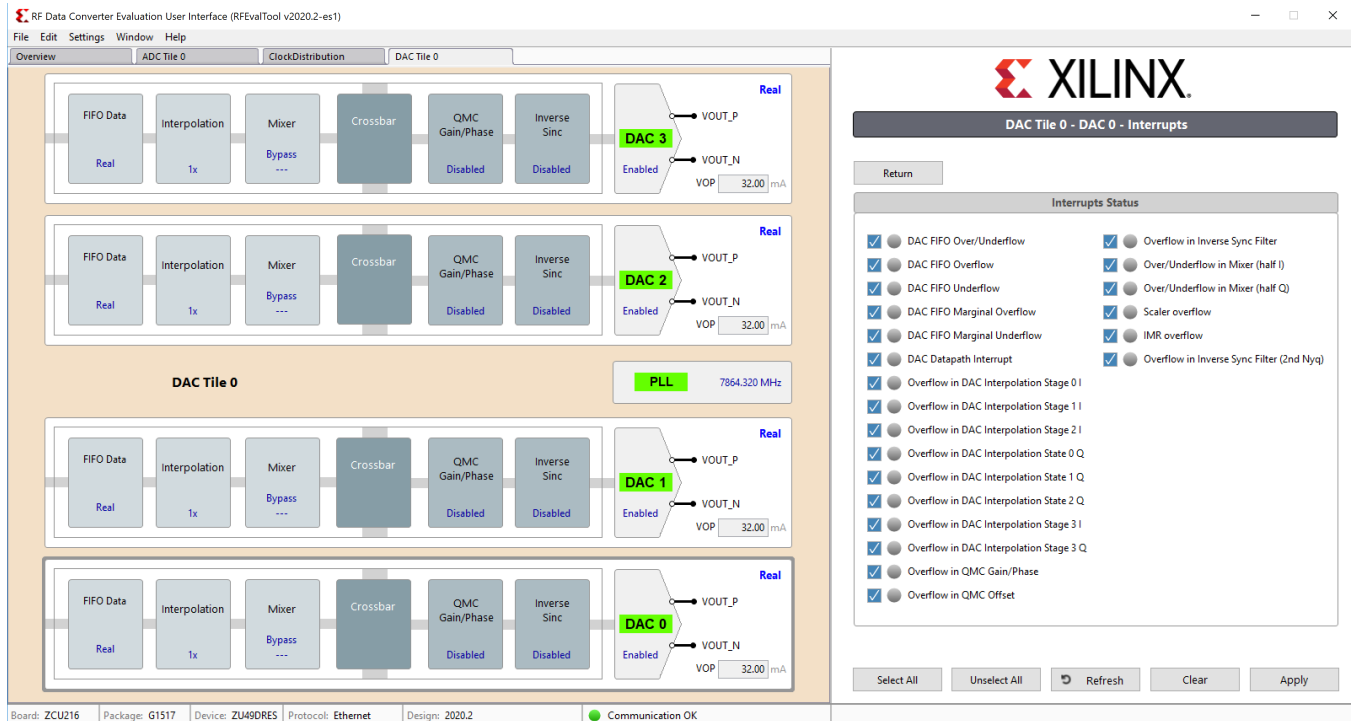 RF Data Converter Evaluation User Interface (RFEvalTool v2020.2-es1)
File Edit Settings Window Help
Overview ADC Tile 0 ClockDistribution DAC Tile 0
Real
FIFO Data
Real
Interpolation
1x
Mixer
Bypass
---
Crossbar
QMC
Gain/Phase
Disabled
Inverse
Sinc
Disabled
DAC 3
Enabled
VOUT_P
VOUT_N
VOP 32.00 mA
Real
FIFO Data
Real
Interpolation
1x
Mixer
Bypass
---
Crossbar
QMC
Gain/Phase
Disabled
Inverse
Sinc
Disabled
DAC 2
Enabled
VOUT_P
VOUT_N
VOP 32.00 mA
DAC Tile 0
PLL 7864.320 MHz
Real
FIFO Data
Real
Interpolation
1x
Mixer
Bypass
---
Crossbar
QMC
Gain/Phase
Disabled
Inverse
Sinc
Disabled
DAC 1
Enabled
VOUT_P
VOUT_N
VOP 32.00 mA
Real
FIFO Data
Real
Interpolation
1x
Mixer
Bypass
---
Crossbar
QMC
Gain/Phase
Disabled
Inverse
Sinc
Disabled
DAC 0
Enabled
VOUT_P
VOUT_N
VOP 32.00 mA
XILINX.
DAC Tile 0 - DAC 0 - Interrupts
Return
Interrupts Status
DAC FIFO Over/Underflow
DAC FIFO Overflow
DAC FIFO Underflow
DAC FIFO Marginal Overflow
DAC FIFO Marginal Underflow
DAC Datapath Interrupt
Overflow in DAC Interpolation Stage 0 I
Overflow in DAC Interpolation Stage 1 I
Overflow in DAC Interpolation Stage 2 I
Overflow in DAC Interpolation State 0 Q
Overflow in DAC Interpolation State 1 Q
Overflow in DAC Interpolation State 2 Q
Overflow in DAC Interpolation Stage 3 I
Overflow in DAC Interpolation Stage 3 Q
Overflow in QMC Gain/Phase
Overflow in QMC Offset
Overflow in Inverse Sync Filter
Over/Underflow in Mixer (half I)
Over/Underflow in Mixer (half Q)
Scaler overflow
IMR overflow
Overflow in Inverse Sync Filter (2nd Nyq)
Select All Unselect All Refresh Clear Apply
Board: ZCU216 Package: G1517 Device: ZU49DRES Protocol: Ethernet Design: 2020.2 Communication OK